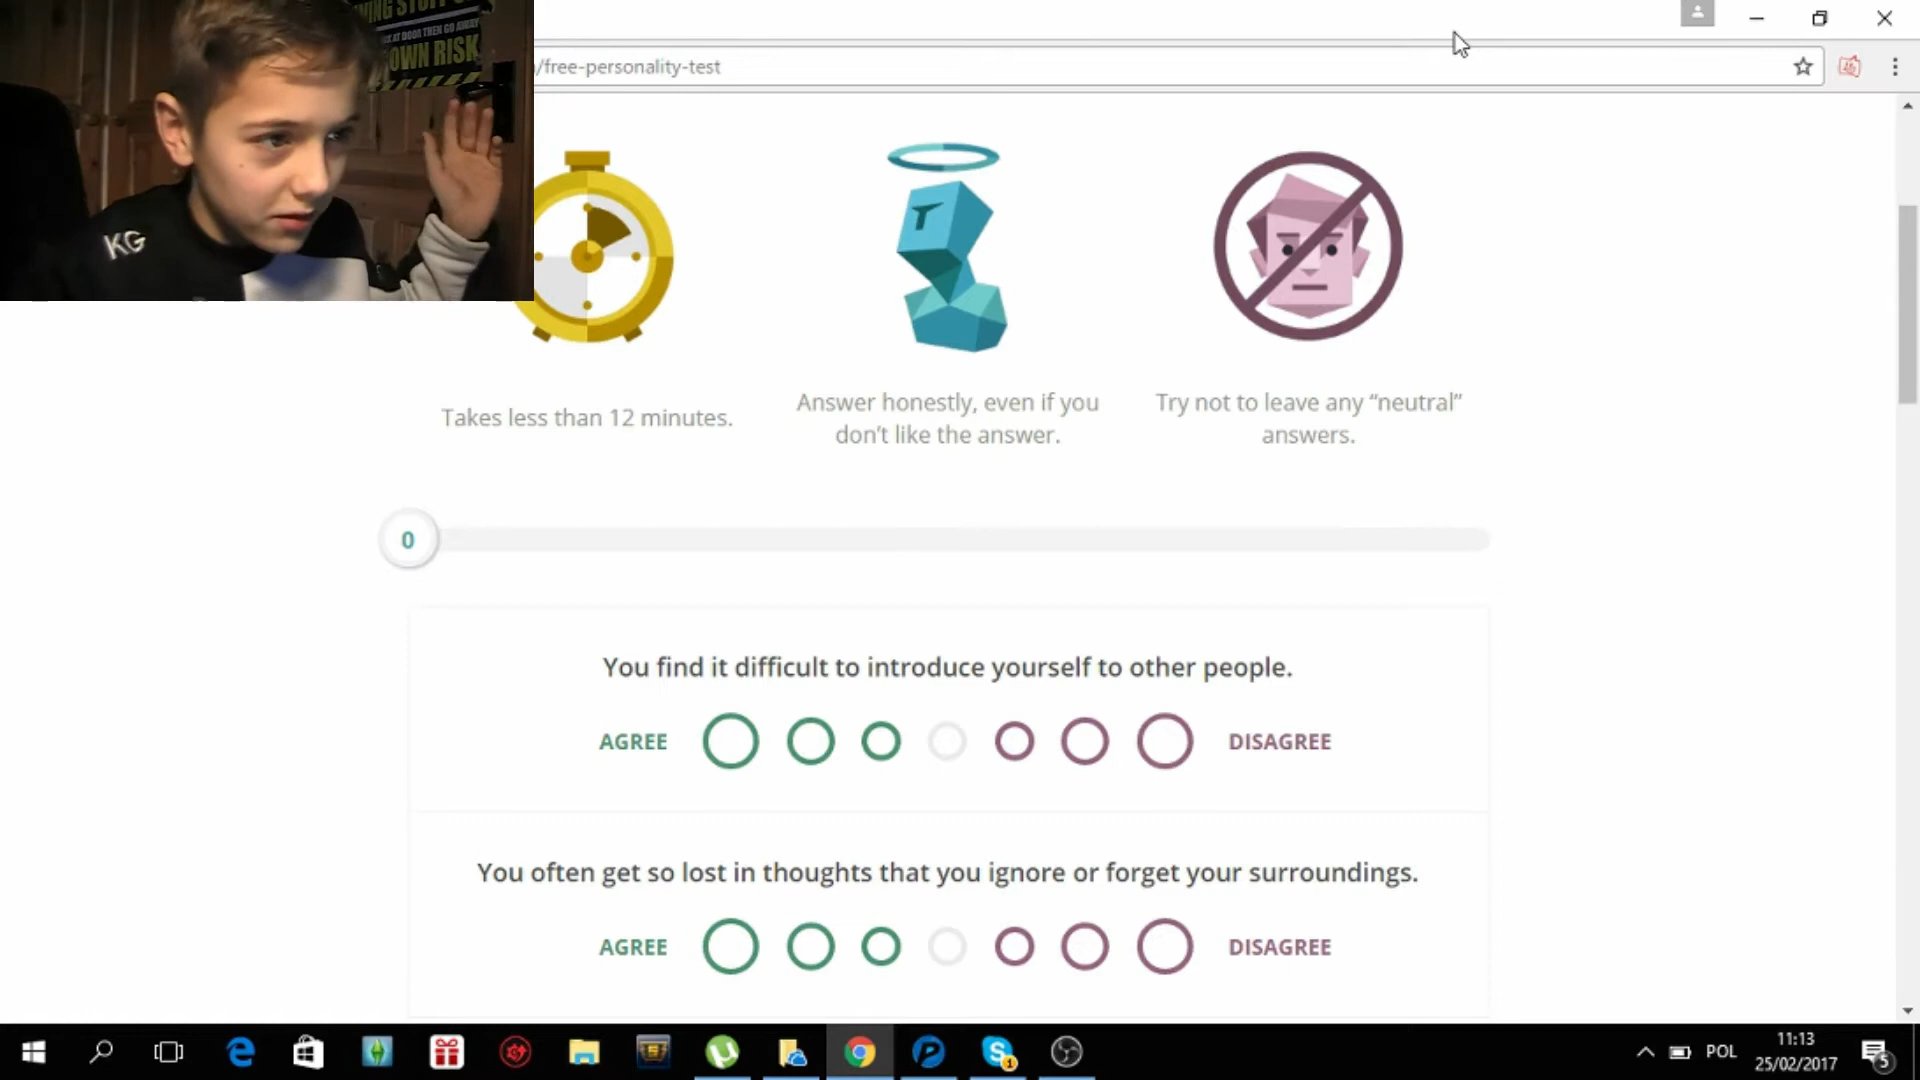 OWN RISK
KG
/free-personality-test
T
Takes less than 12 minutes.
Answer honestly, even if you
don't like the answer.
Try not to leave any “neutral”
answers.
0
You find it difficult to introduce yourself to other people.
AGREE
DISAGREE
You often get so lost in thoughts that you ignore or forget your surroundings.
AGREE
DISAGREE
1
POL
11:13
25/02/2017
5